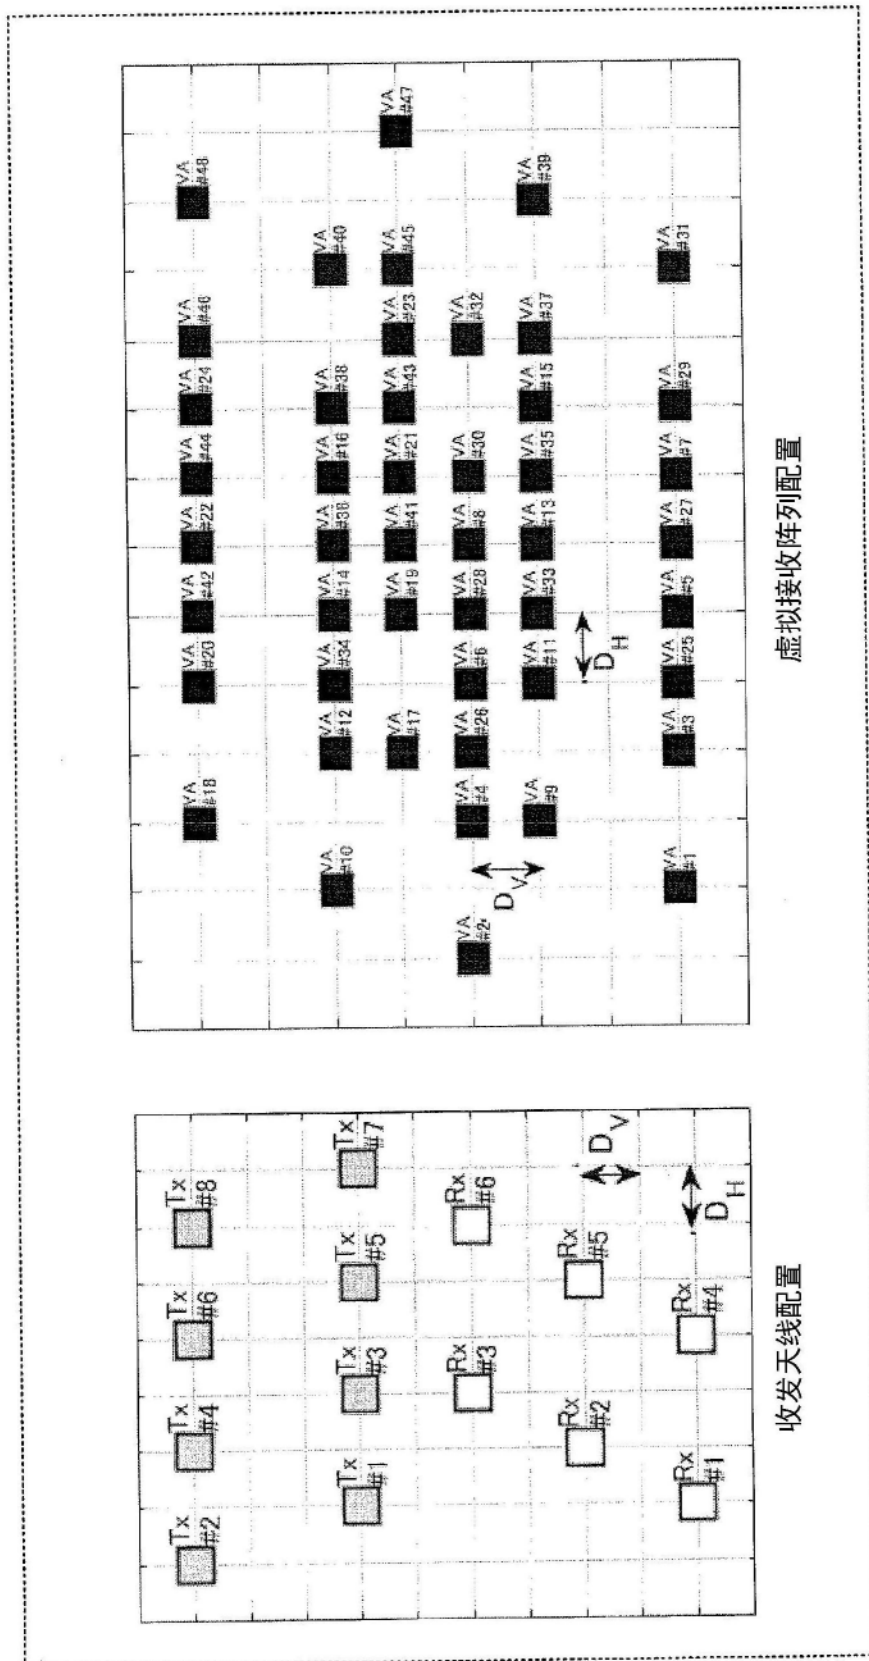 Tx Tx Tx Tx
#2 #4 #6 #8
Tx Tx Tx Tx
#1 #3 #5 #7
Rx Rx
#3 #6
Rx Rx
#2 #5
D_V
Rx Rx
#1 #4
D_H
收发天线配置
VA VA VA VA VA VA VA VA
#18 #20 #42 #22 #44 #24 #46 #48
VA VA VA VA VA VA VA VA
#10 #12 #34 #14 #36 #16 #38 #40
VA VA VA VA VA VA VA VA
#17 #19 #41 #21 #43 #23 #45 #47
VA VA VA VA VA VA VA VA
#2 #4 #26 #6 #28 #8 #30 #32
D_V
VA VA VA VA VA VA VA VA
#9 #11 #33 #13 #35 #15 #37 #39
D_H
VA VA VA VA VA VA VA VA
#1 #3 #25 #5 #27 #7 #29 #31
虚拟接收阵列配置